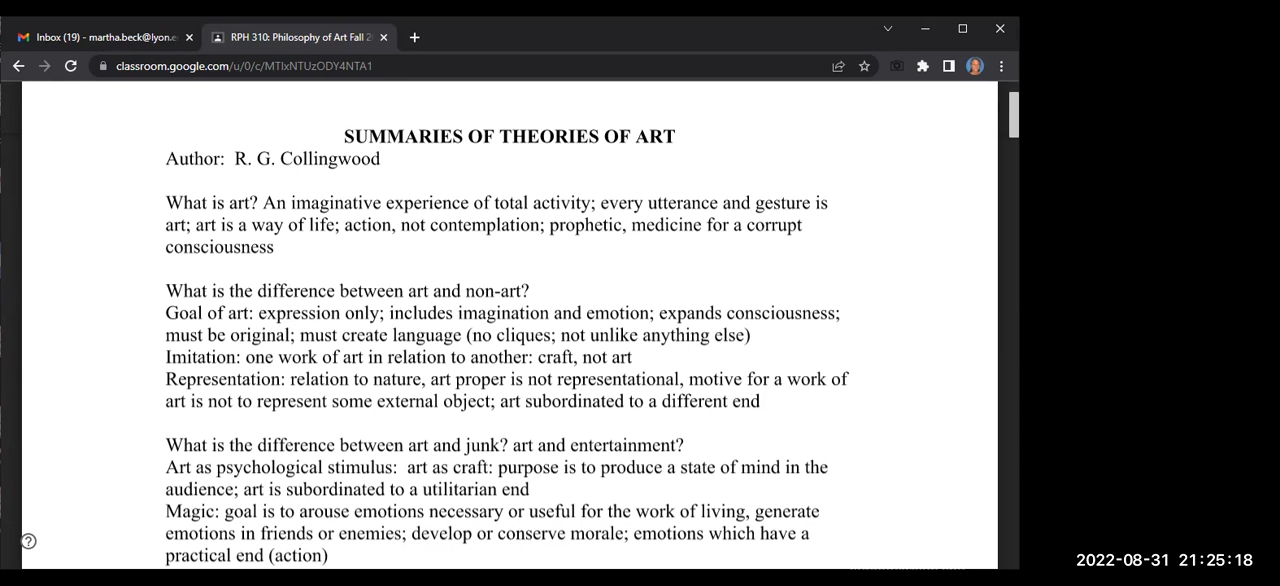 Inbox (19) - martha.beck@lyon.e
RPH 310: Philosophy of Art Fall 2
classroom.google.com/u/0/c/MTIxNTUzODY4NTA1
SUMMARIES OF THEORIES OF ART
Author: R. G. Collingwood
What is art? An imaginative experience of total activity; every utterance and gesture is
art; art is a way of life; action, not contemplation; prophetic, medicine for a corrupt
consciousness
What is the difference between art and non-art?
Goal of art: expression only; includes imagination and emotion; expands consciousness;
must be original; must create language (no cliques; not unlike anything else)
Imitation: one work of art in relation to another: craft, not art
Representation: relation to nature, art proper is not representational, motive for a work of
art is not to represent some external object; art subordinated to a different end
What is the difference between art and junk? art and entertainment?
Art as psychological stimulus: art as craft: purpose is to produce a state of mind in the
audience; art is subordinated to a utilitarian end
Magic: goal is to arouse emotions necessary or useful for the work of living, generate
emotions in friends or enemies; develop or conserve morale; emotions which have a
practical end (action)
2022-08-31 21:25:18